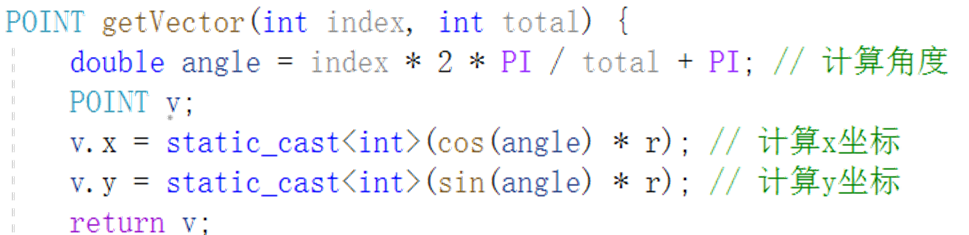 POINT getVector(int index, int total) {
double angle = index * 2 * PI / total + PI; // 计算角度
POINT v;
v.x = static_cast<int>(cos(angle) * r); // 计算x坐标
v.y = static_cast<int>(sin(angle) * r); // 计算y坐标
return v;